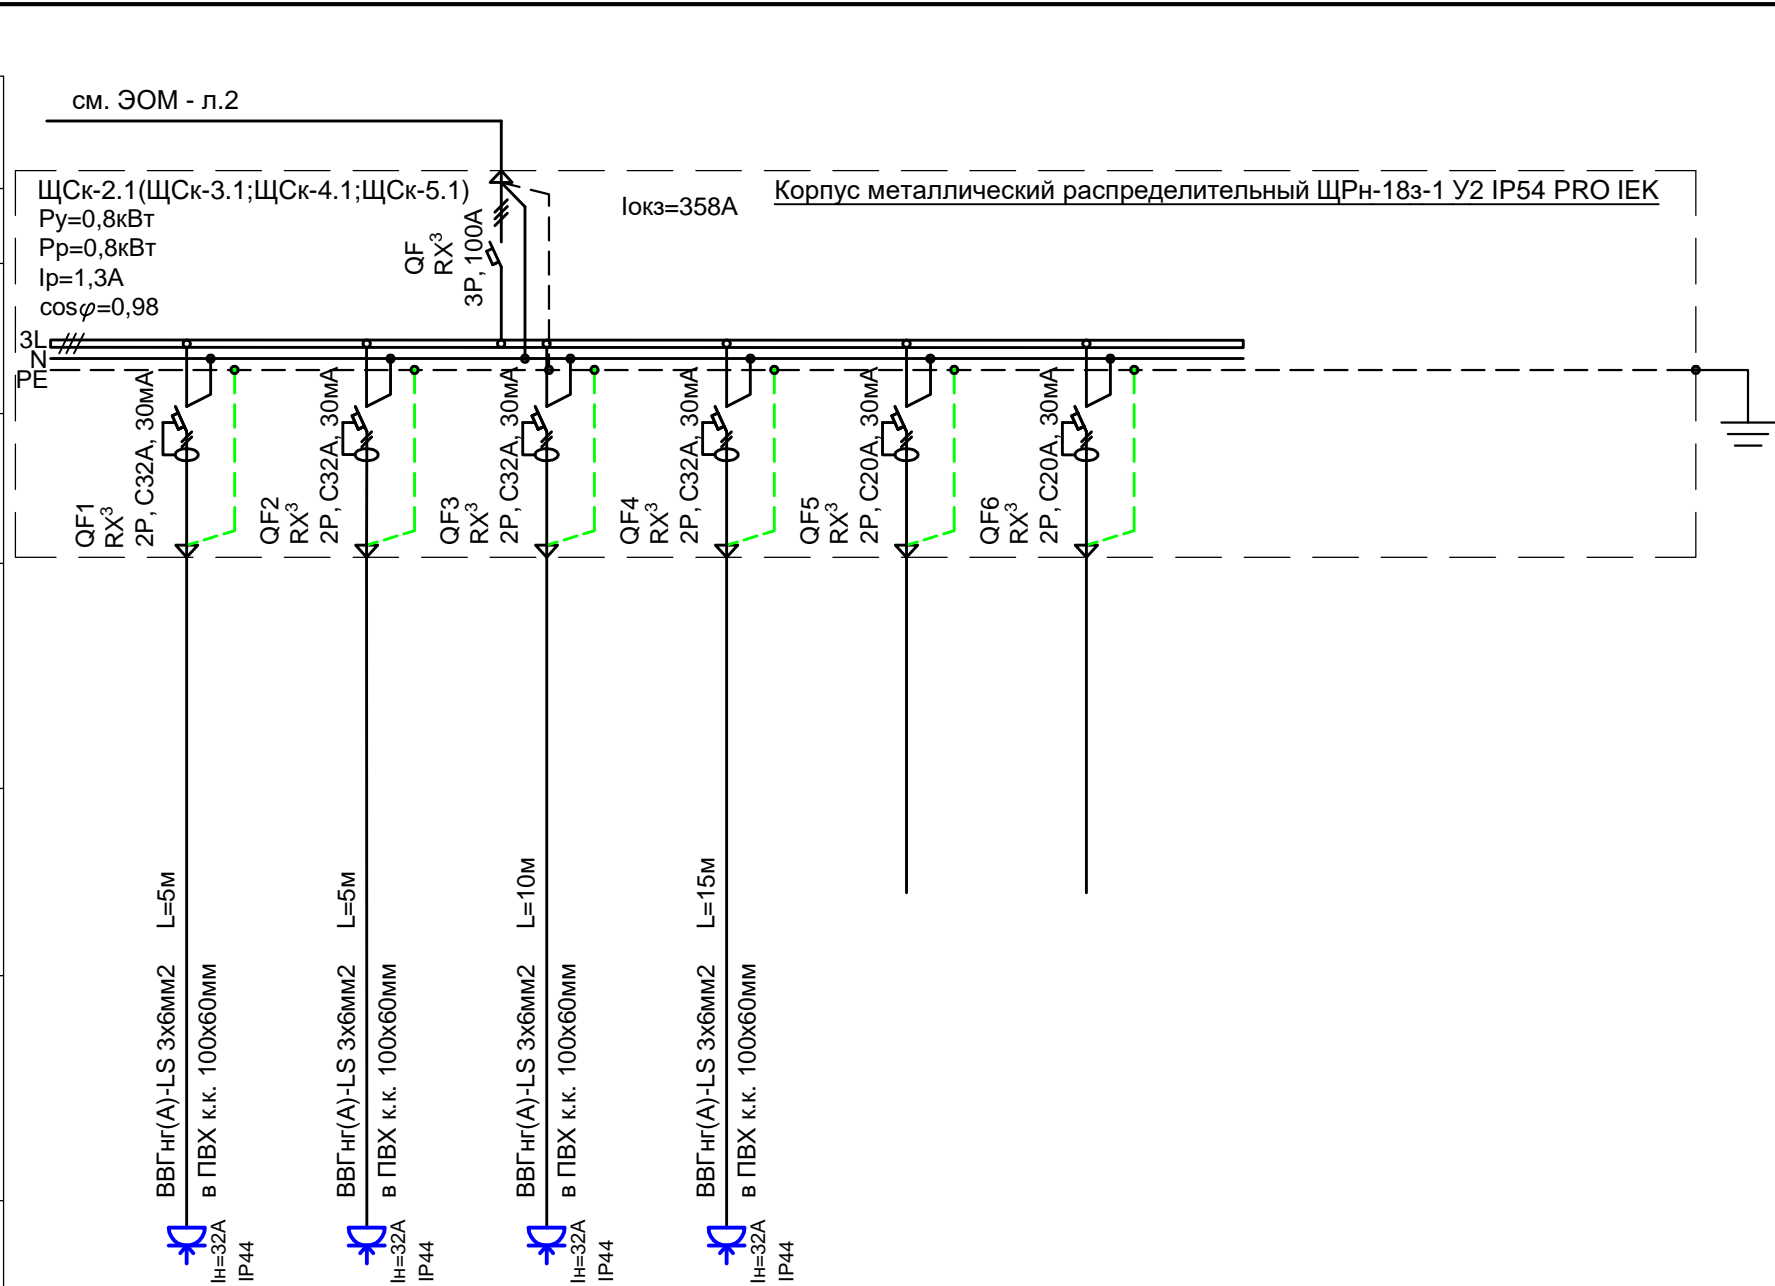 см. ЭОМ - л.2
ЩСк-2.1(ЩСк-3.1;ЩСк-4.1;ЩСк-5.1)
Ру=0,8кВт
Рр=0,8кВт
Iр=1,3А
cosφ=0,98
QF
RX³
3P, 100A
Iокз=358А
Корпус металлический распределительный ЩРн-18з-1 У2 IP54 PRO IEK
3L
N
PE
QF1
RX³
2P, C32A, 30мА
QF2
RX³
2P, C32A, 30мА
QF3
RX³
2P, C32A, 30мА
QF4
RX³
2P, C32A, 30мА
QF5
RX³
2P, C20A, 30мА
QF6
RX³
2P, C20A, 30мА
ВВГнг(А)-LS 3х6мм2 L=5м
в ПВХ к.к. 100х60мм
ВВГнг(А)-LS 3х6мм2 L=5м
в ПВХ к.к. 100х60мм
ВВГнг(А)-LS 3х6мм2 L=10м
в ПВХ к.к. 100х60мм
ВВГнг(А)-LS 3х6мм2 L=15м
в ПВХ к.к. 100х60мм
Iн=32А
IP44
Iн=32А
IP44
Iн=32А
IP44
Iн=32А
IP44